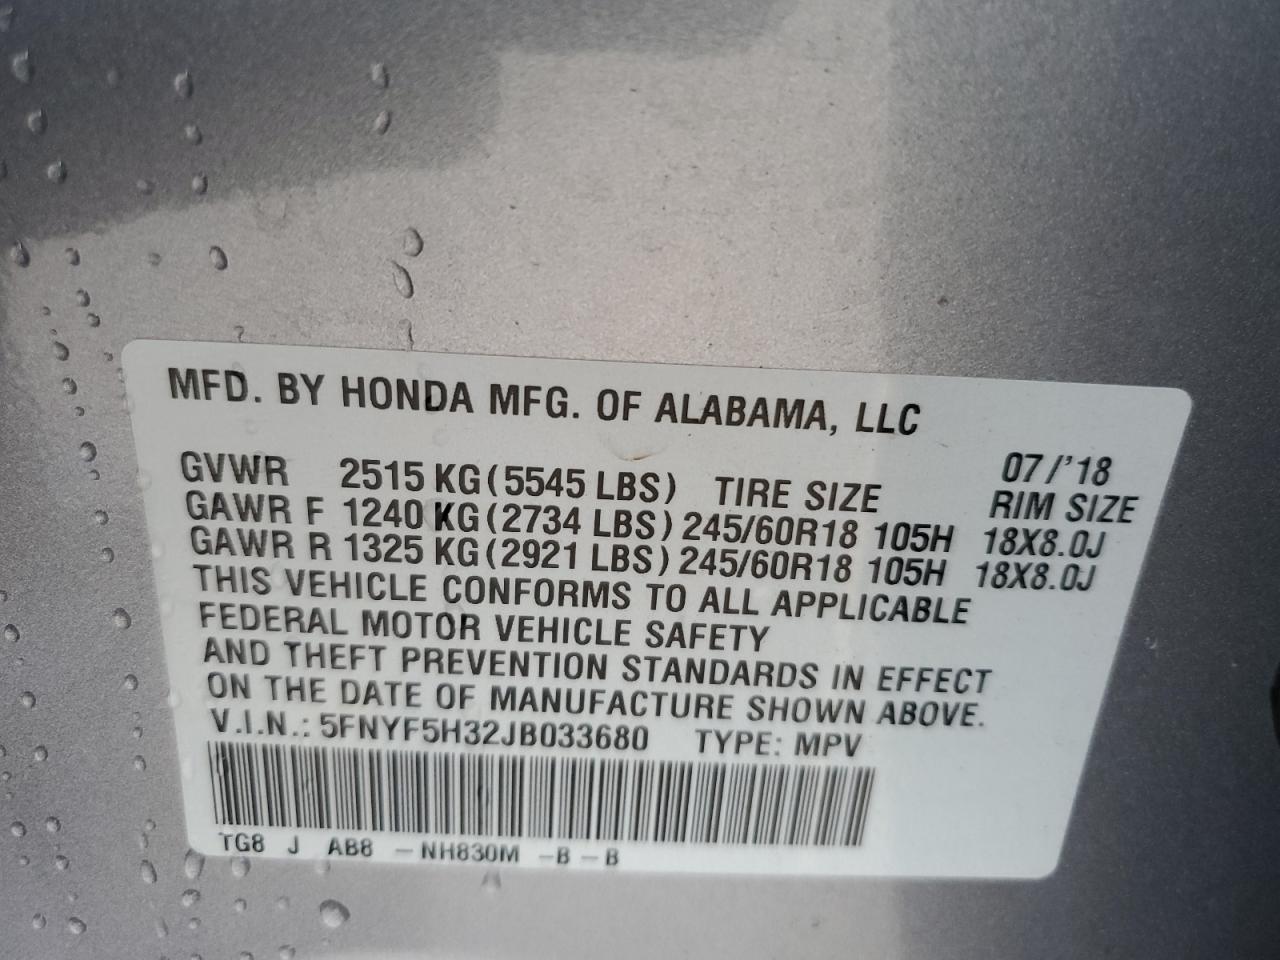 MFD. BY HONDA MFG. OF ALABAMA, LLC
07/'18
GVWR 2515 KG (5545 LBS) TIRE SIZE RIM SIZE
GAWR F 1240 KG (2734 LBS) 245/60R18 105H 18X8.0J
GAWR R 1325 KG (2921 LBS) 245/60R18 105H 18X8.0J
THIS VEHICLE CONFORMS TO ALL APPLICABLE
FEDERAL MOTOR VEHICLE SAFETY
AND THEFT PREVENTION STANDARDS IN EFFECT
ON THE DATE OF MANUFACTURE SHOWN ABOVE.
V.I.N.: 5FNYF5H32JB033680 TYPE: MPV
TG8 J AB8 – NH830M –B –B